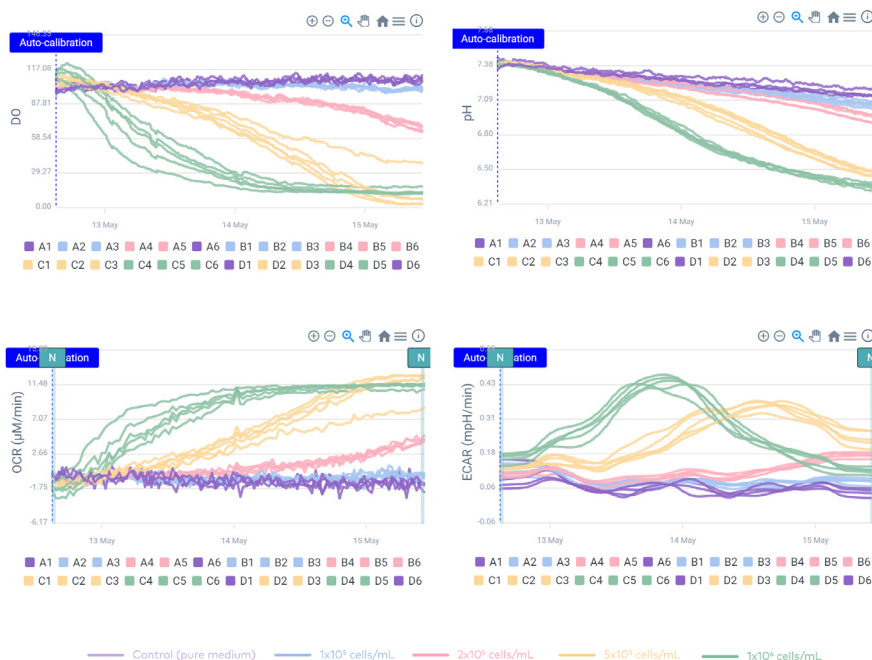 146.35
Auto-calibration
117.08
87.81
58.54
29.27
0.00
DO
13 May 14 May 15 May
A1 A2 A3 A4 A5 A6 B1 B2 B3 B4 B5 B6
C1 C2 C3 C4 C5 C6 D1 D2 D3 D4 D5 D6
7.68
Auto-calibration
7.38
7.09
6.80
6.50
6.21
pH
13 May 14 May 15 May
A1 A2 A3 A4 A5 A6 B1 B2 B3 B4 B5 B6
C1 C2 C3 C4 C5 C6 D1 D2 D3 D4 D5 D6
Auto- N ation N
11.48
7.07
2.66
-1.75
-6.17
OCR (μM/min)
13 May 14 May 15 May
A1 A2 A3 A4 A5 A6 B1 B2 B3 B4 B5 B6
C1 C2 C3 C4 C5 C6 D1 D2 D3 D4 D5 D6
Auto- N ation N
0.43
0.31
0.18
0.06
-0.06
ECAR (mpH/min)
13 May 14 May 15 May
A1 A2 A3 A4 A5 A6 B1 B2 B3 B4 B5 B6
C1 C2 C3 C4 C5 C6 D1 D2 D3 D4 D5 D6
Control (pure medium) 1x10⁵ cells/mL 2x10⁵ cells/mL 5x10⁵ cells/mL 1x10⁶ cells/mL